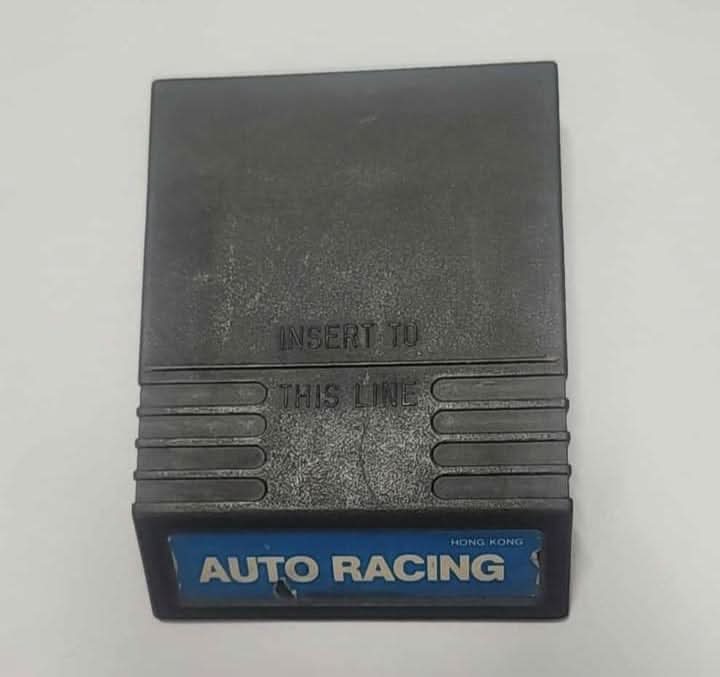 INSERT TO
THIS LINE
HONG KONG
AUTO RACING